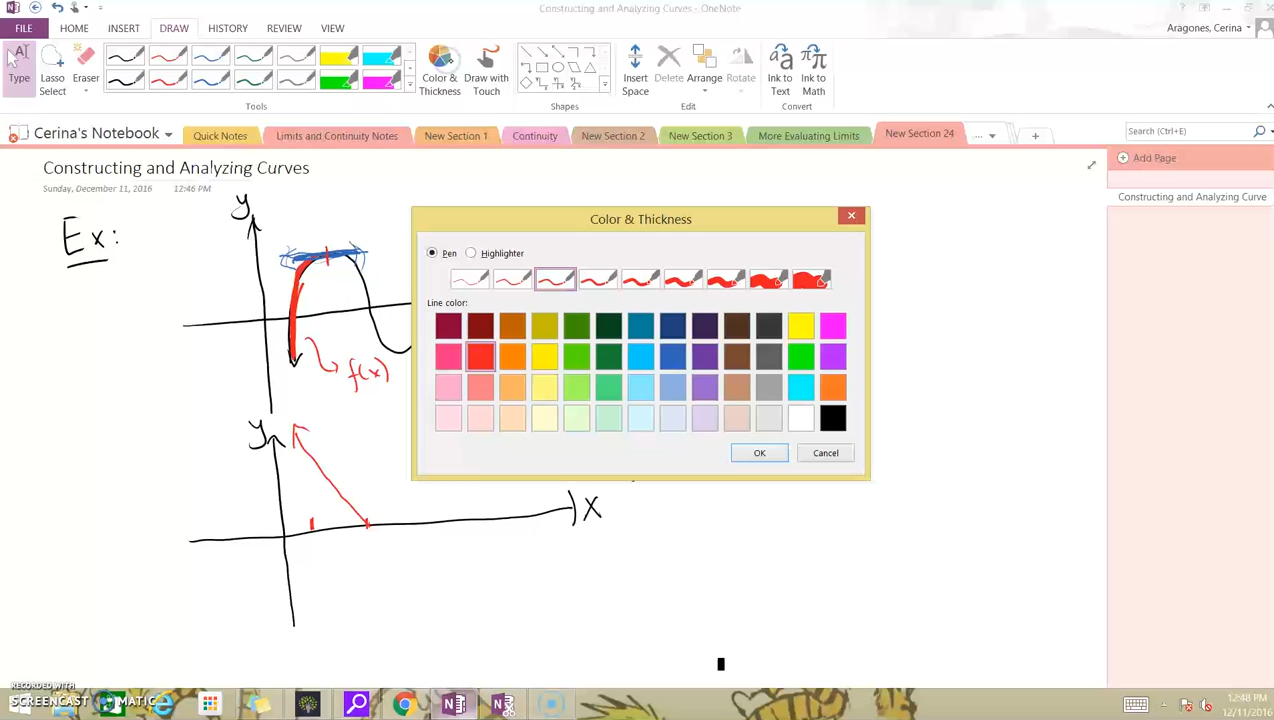 Constructing and Analyzing Curves - OneNote
FILE HOME INSERT DRAW HISTORY REVIEW VIEW
Aragones, Cerina
Type
Lasso Select
Eraser
Color & Thickness
Draw with Touch
Insert Space
Delete
Arrange
Rotate
Ink to Text
Ink to Math
Tools
Shapes
Edit
Convert
Cerina's Notebook
Quick Notes
Limits and Continuity Notes
New Section 1
Continuity
New Section 2
New Section 3
More Evaluating Limits
New Section 24
...
Search (Ctrl+E)
Constructing and Analyzing Curves
Sunday, December 11, 2016
12:46 PM
Add Page
Constructing and Analyzing Curve
Ex:
y
f(x)
y
x
Color & Thickness
Pen
Highlighter
Line color:
OK
Cancel
RECORDED WITH
SCREENCAST MATIC
12:48 PM
12/11/2016